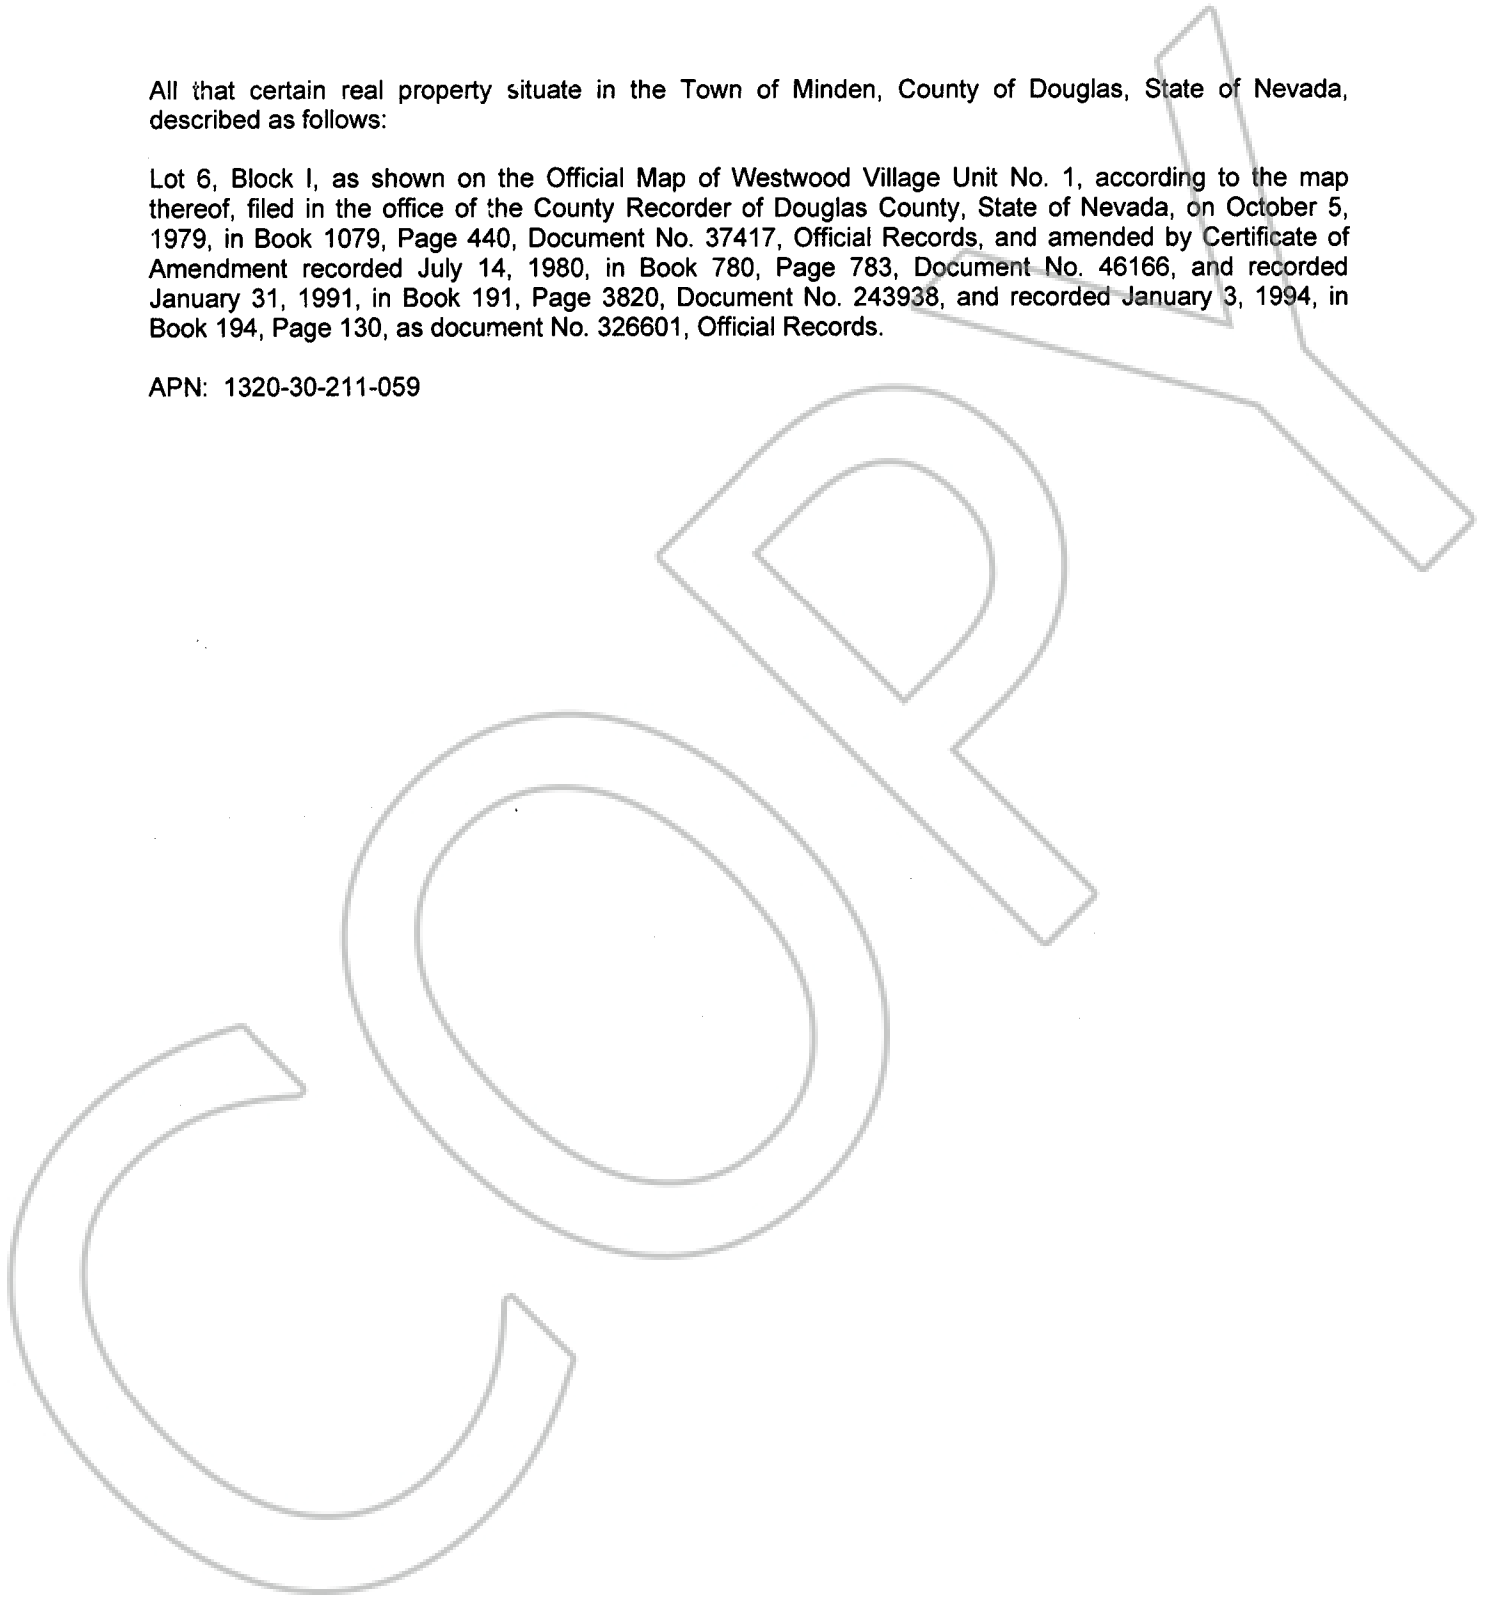 All that certain real property situate in the Town of Minden, County of Douglas, State of Nevada,
described as follows:
Lot 6, Block I, as shown on the Official Map of Westwood Village Unit No. 1, according to the map
thereof, filed in the office of the County Recorder of Douglas County, State of Nevada, on October 5,
1979, in Book 1079, Page 440, Document No. 37417, Official Records, and amended by Certificate of
Amendment recorded July 14, 1980, in Book 780, Page 783, Document No. 46166, and recorded
January 31, 1991, in Book 191, Page 3820, Document No. 243938, and recorded January 3, 1994, in
Book 194, Page 130, as document No. 326601, Official Records.
APN: 1320-30-211-059
COPY